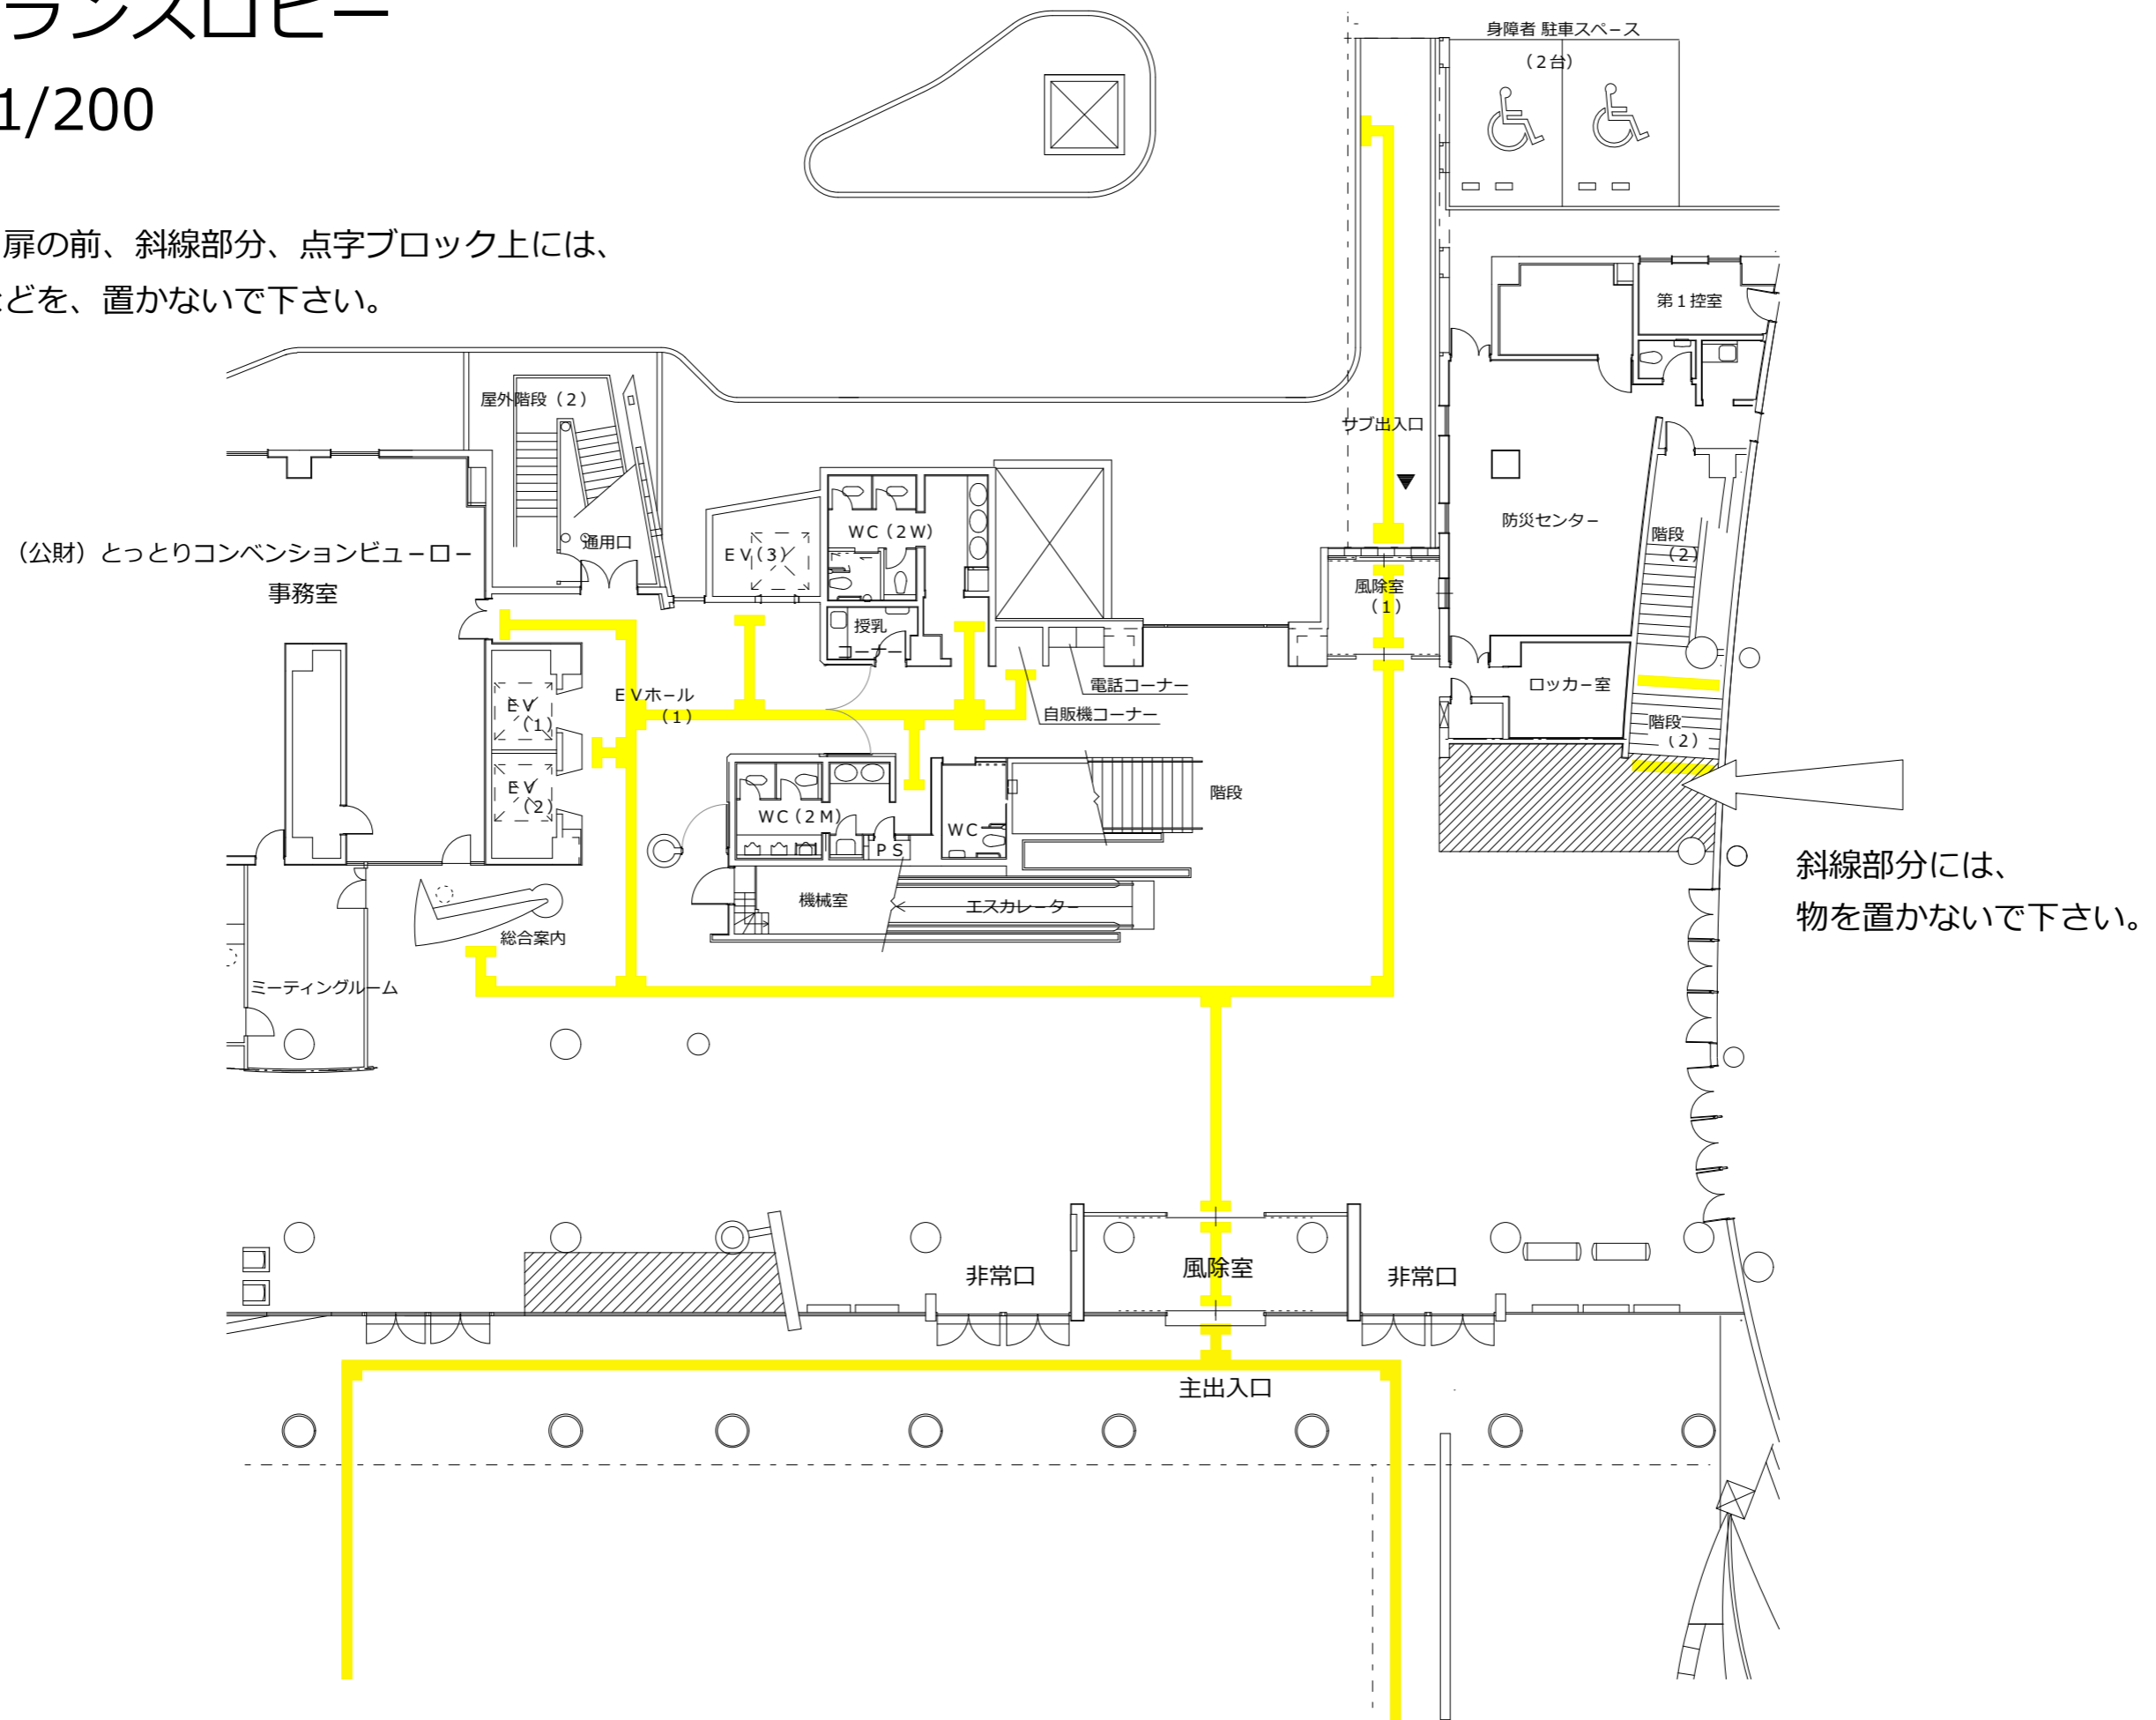 ランスロビー
1/200
扉の前、斜線部分、点字ブロック上には、
などを、置かないで下さい。
身障者 駐車スペース
（２台）
第１控室
屋外階段（２）
サブ出入口
通用口
ＥＶ（３）
ＷＣ（２Ｗ）
防災センター
階段
（２）
（公財）とっとりコンベンションビューロー
事務室
風除室
（１）
授乳
コーナー
ＥＶホール
（１）
電話コーナー
自販機コーナー
ロッカー室
階段
（２）
ＥＶ
（１）
ＥＶ
（２）
階段
ＷＣ（２Ｍ）
ＰＳ
ＷＣ
機械室
エスカレーター
斜線部分には、
物を置かないで下さい。
総合案内
ミーティングルーム
非常口
風除室
非常口
主出入口